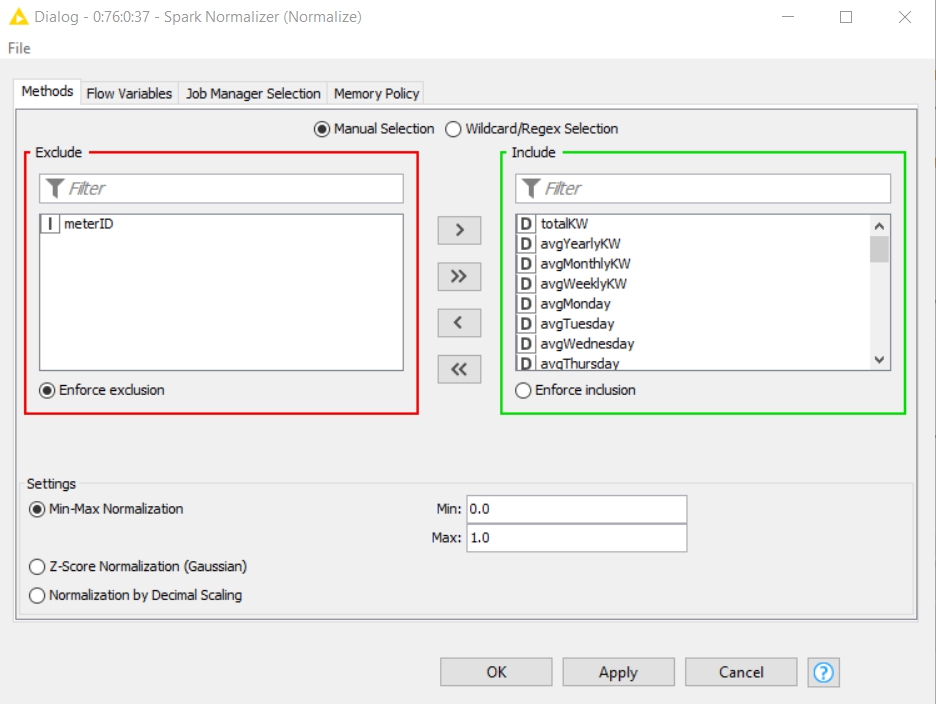 Dialog - 0:76:0:37 - Spark Normalizer (Normalize)
File
Methods Flow Variables Job Manager Selection Memory Policy
Manual Selection Wildcard/Regex Selection
Exclude
Filter
I meterID
Enforce exclusion
>
>>
<
<<
Include
Filter
D totalKW
D avgYearlyKW
D avgMonthlyKW
D avgWeeklyKW
D avgMonday
D avgTuesday
D avgWednesday
D avgThursday
Enforce inclusion
Settings
Min-Max Normalization
Min: 0.0
Max: 1.0
Z-Score Normalization (Gaussian)
Normalization by Decimal Scaling
OK Apply Cancel ?